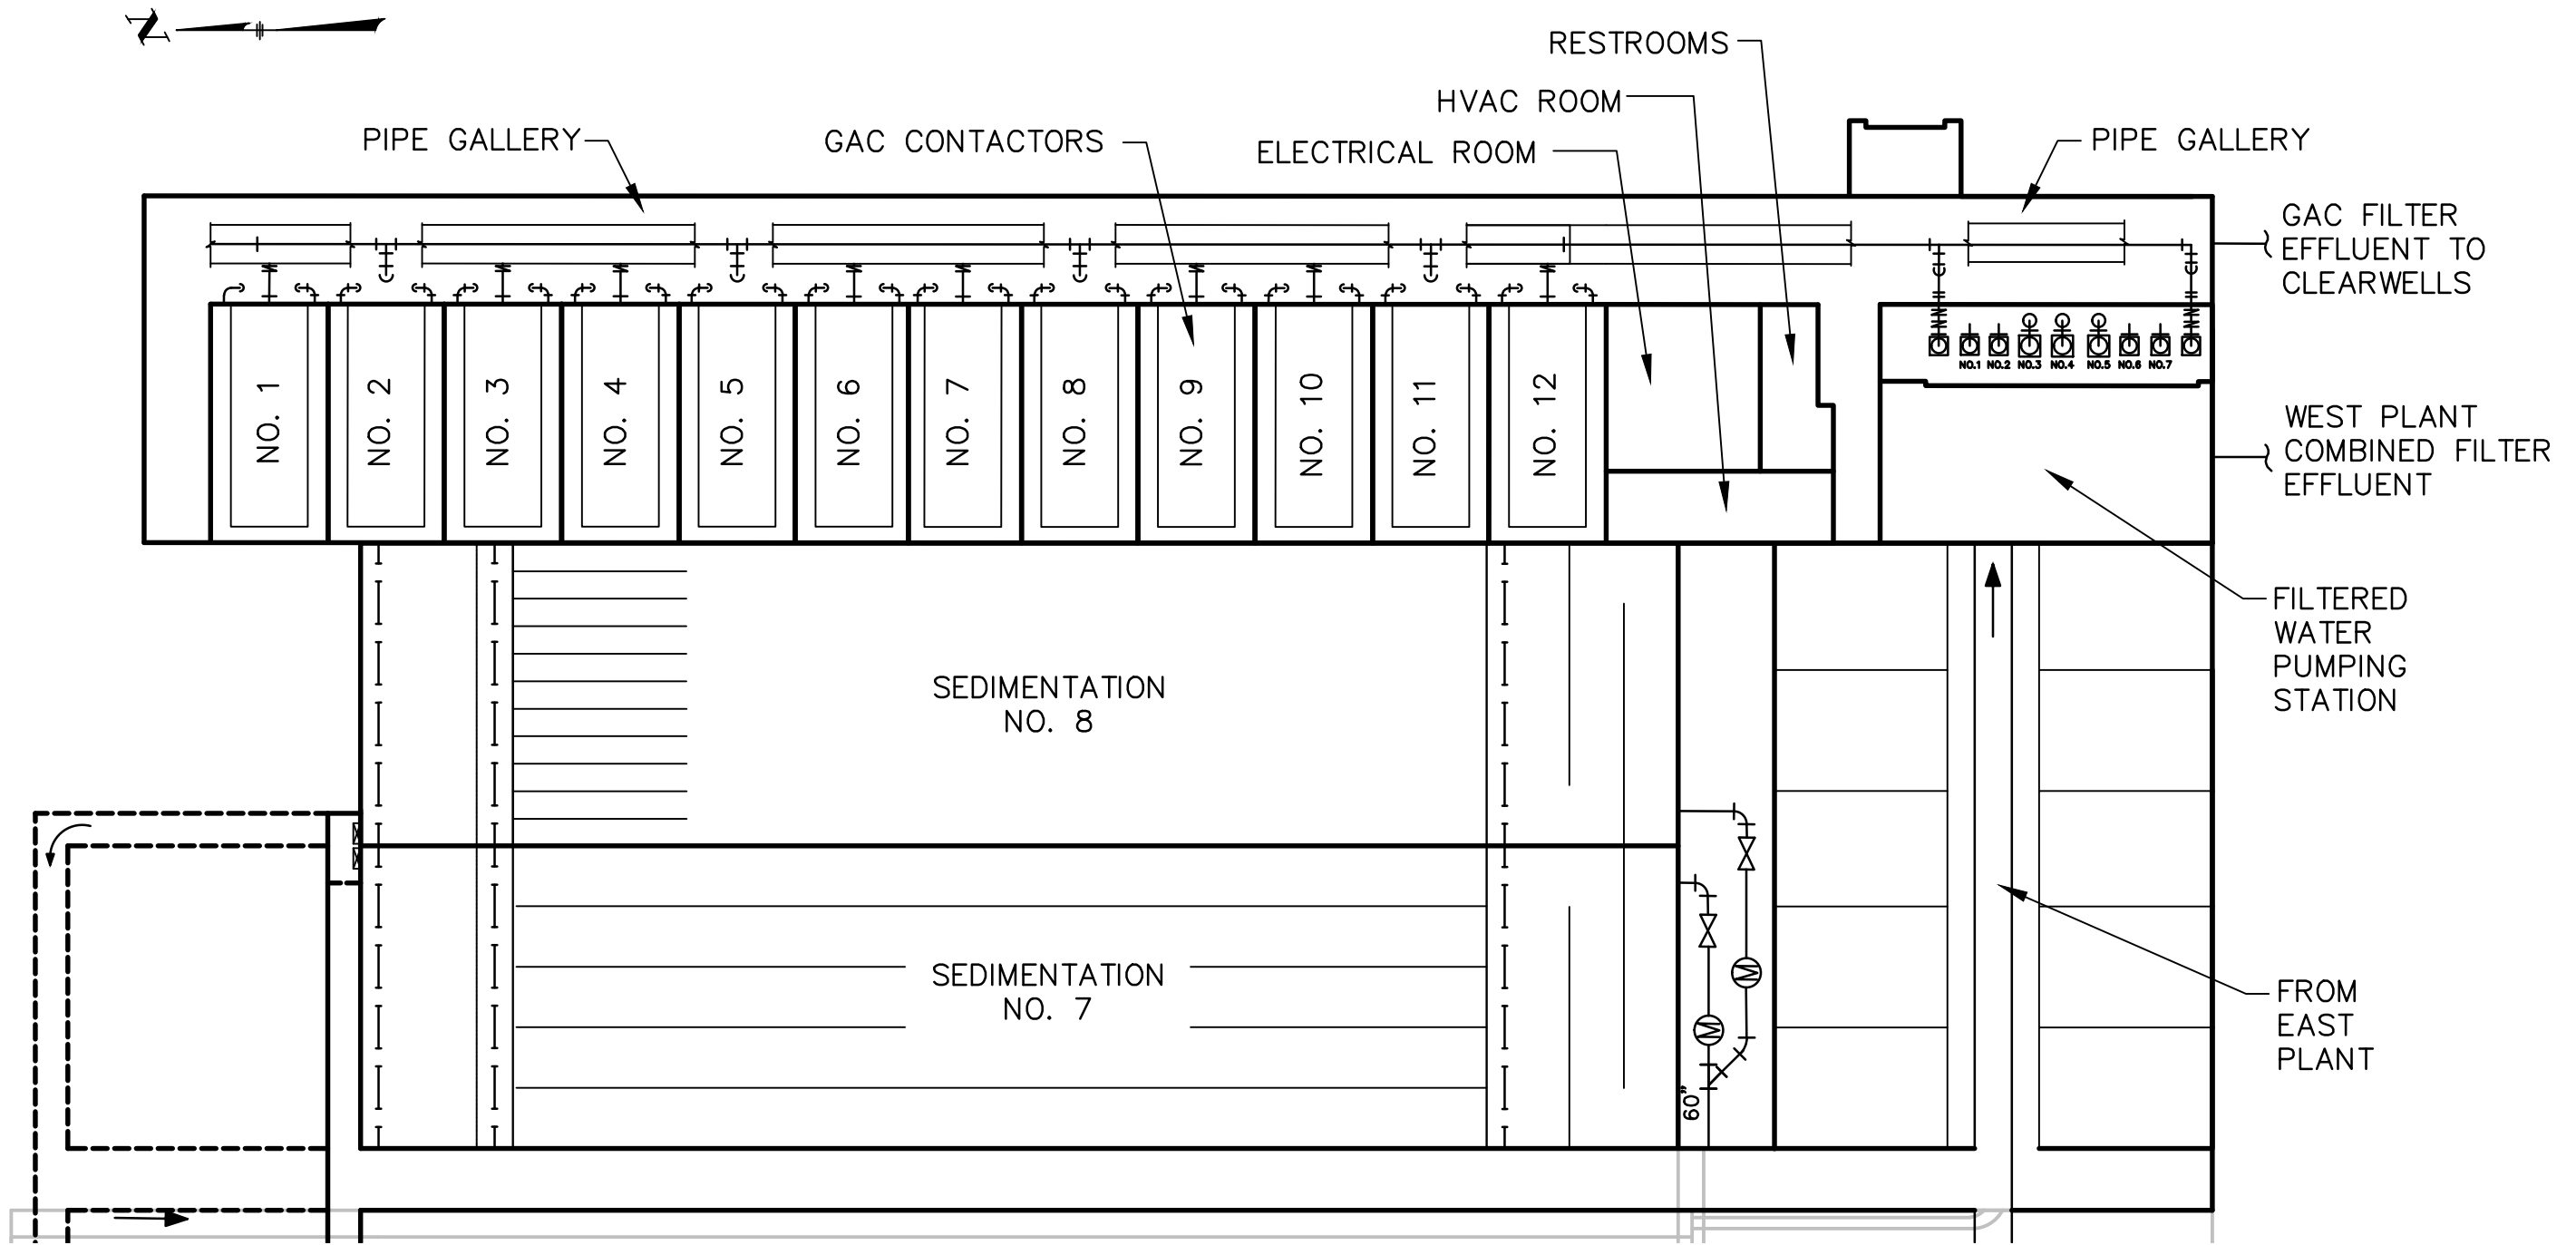 N
RESTROOMS
HVAC ROOM
PIPE GALLERY
GAC CONTACTORS
ELECTRICAL ROOM
PIPE GALLERY
GAC FILTER
EFFLUENT TO
CLEARWELLS
NO. 1
NO. 2
NO. 3
NO. 4
NO. 5
NO. 6
NO. 7
NO. 8
NO. 9
NO. 10
NO. 11
NO. 12
NO.1
NO.2
NO.3
NO.4
NO.5
NO.6
NO.7
WEST PLANT
COMBINED FILTER
EFFLUENT
FILTERED
WATER
PUMPING
STATION
SEDIMENTATION
NO. 8
SEDIMENTATION
NO. 7
M
M
60"
FROM
EAST
PLANT